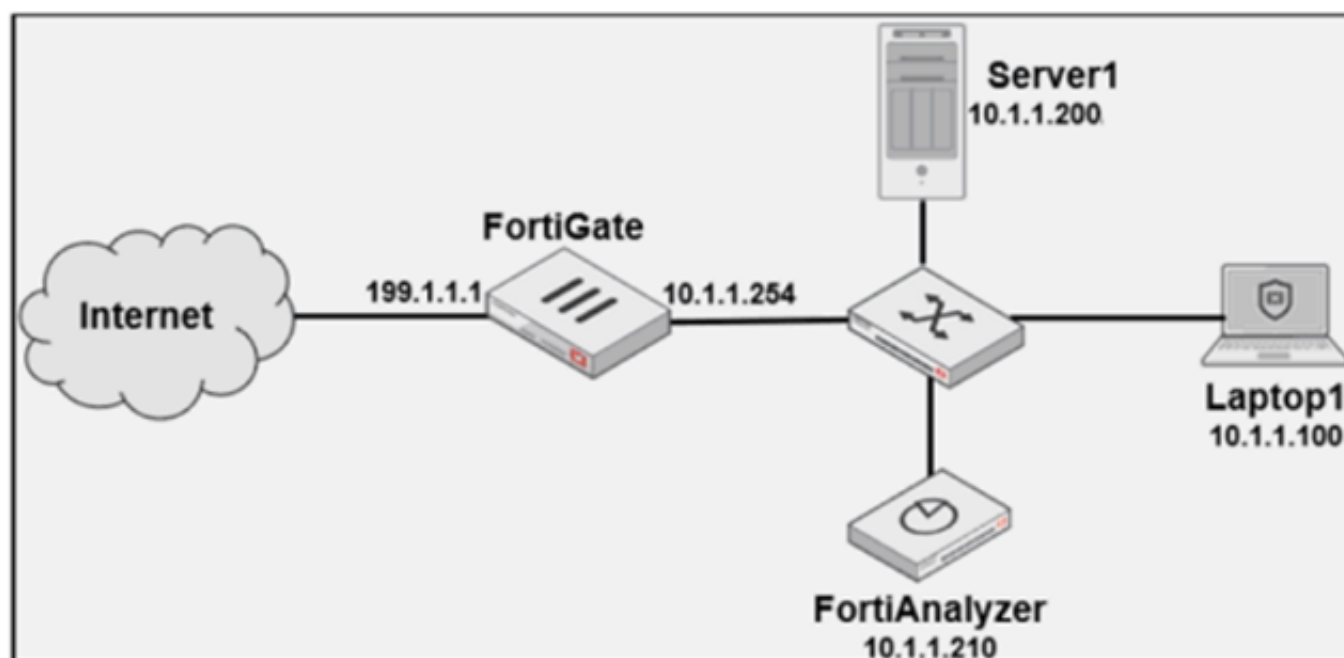 Server1
10.1.1.200
FortiGate
199.1.1.1
10.1.1.254
Internet
Laptop1
10.1.1.100
FortiAnalyzer
10.1.1.210